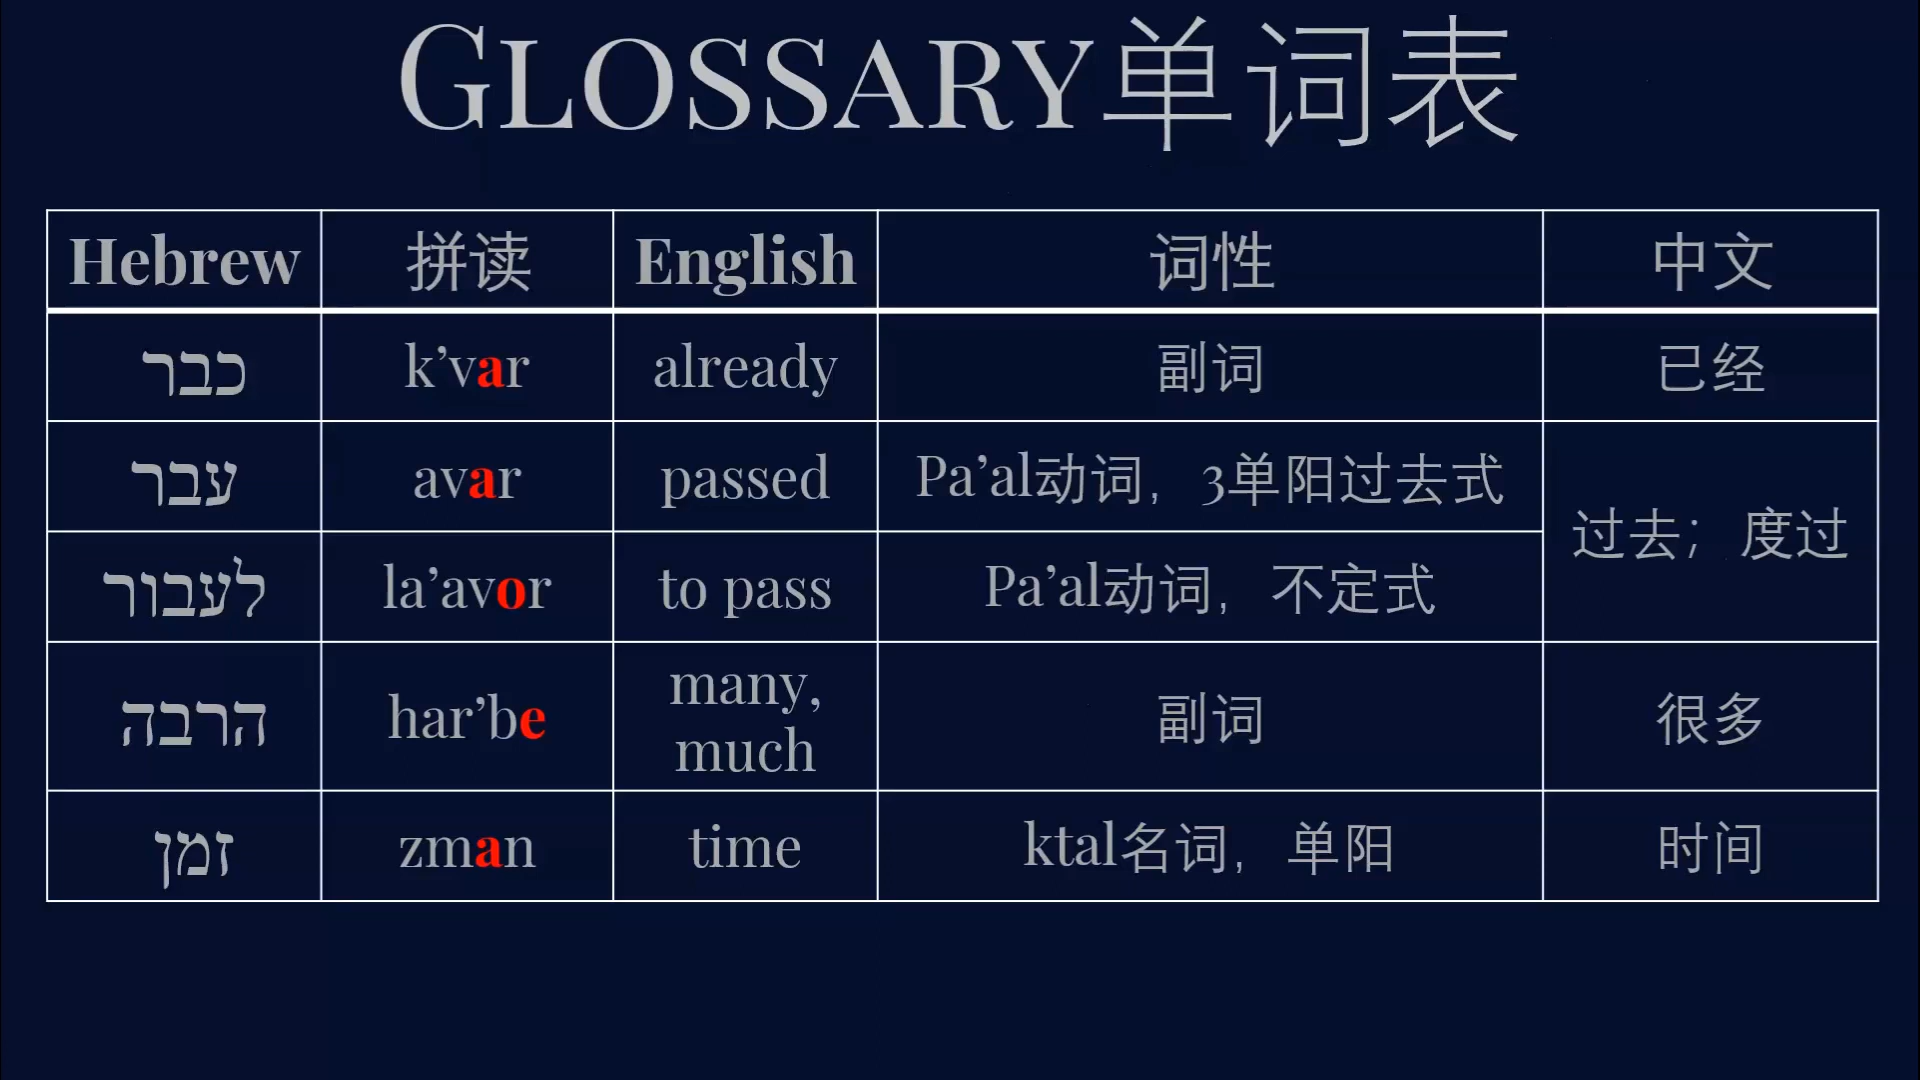 GLOSSARY单词表
Hebrew 拼读 English 词性 中文
כבר k’var already 副词 已经
עבר avar passed Pa’al动词，3单阳过去式 过去；度过
לעבור la’avor to pass Pa’al动词，不定式
הרבה har’be many, much 副词 很多
זמן zman time ktal名词，单阳 时间